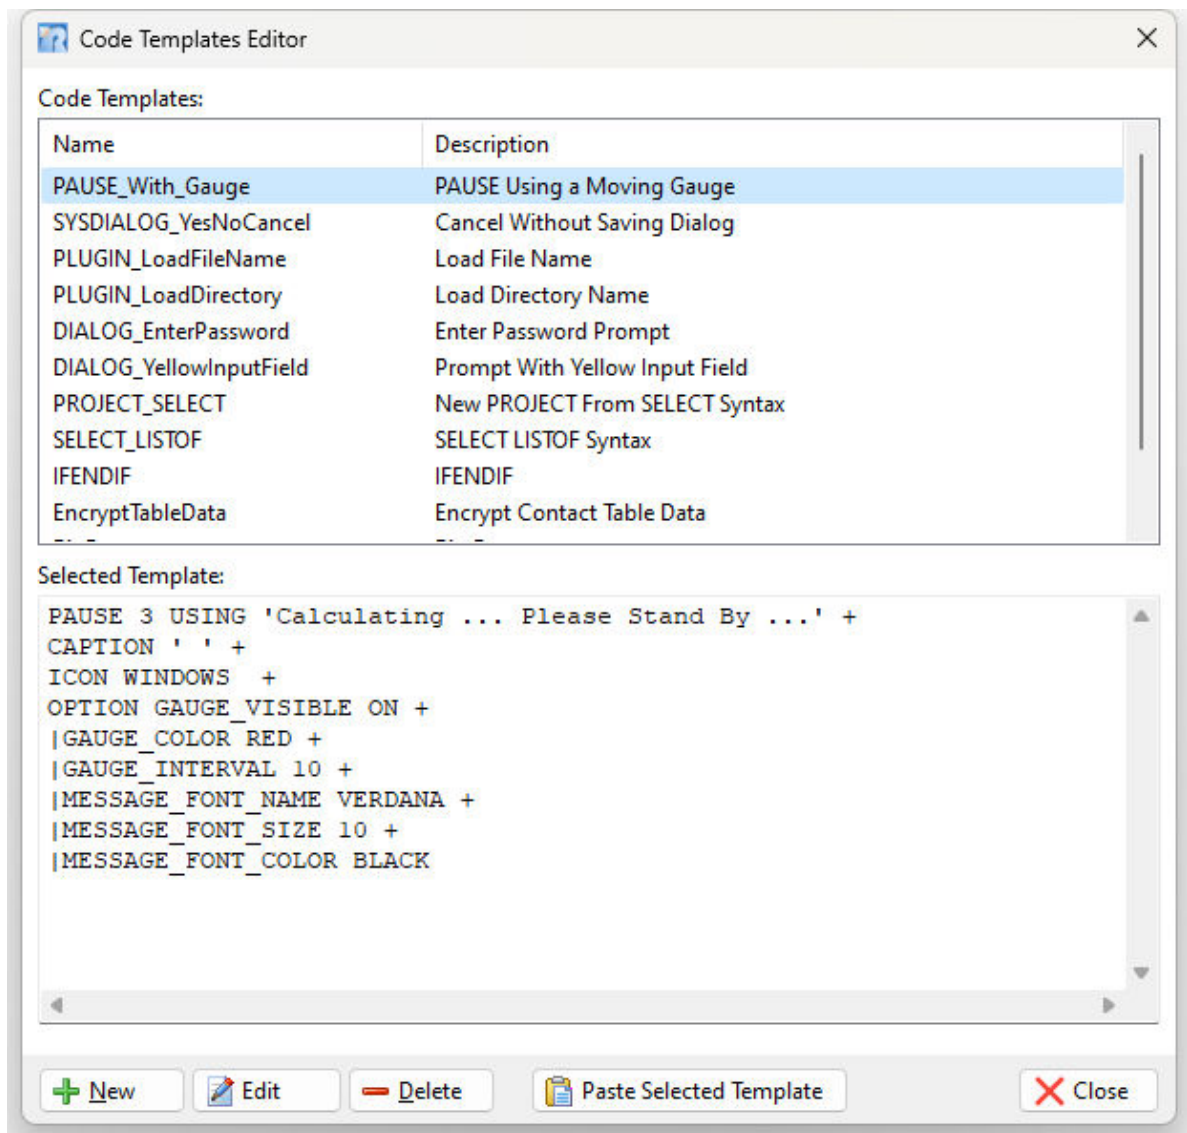 Code Templates Editor
Code Templates:
Name Description
PAUSE_With_Gauge PAUSE Using a Moving Gauge
SYSDIALOG_YesNoCancel Cancel Without Saving Dialog
PLUGIN_LoadFileName Load File Name
PLUGIN_LoadDirectory Load Directory Name
DIALOG_EnterPassword Enter Password Prompt
DIALOG_YellowInputField Prompt With Yellow Input Field
PROJECT_SELECT New PROJECT From SELECT Syntax
SELECT_LISTOF SELECT LISTOF Syntax
IFENDIF IFENDIF
EncryptTableData Encrypt Contact Table Data
Selected Template:
PAUSE 3 USING 'Calculating ... Please Stand By ...' +
CAPTION ' ' +
ICON WINDOWS  +
OPTION GAUGE_VISIBLE ON +
|GAUGE_COLOR RED +
|GAUGE_INTERVAL 10 +
|MESSAGE_FONT_NAME VERDANA +
|MESSAGE_FONT_SIZE 10 +
|MESSAGE_FONT_COLOR BLACK
New Edit Delete Paste Selected Template Close